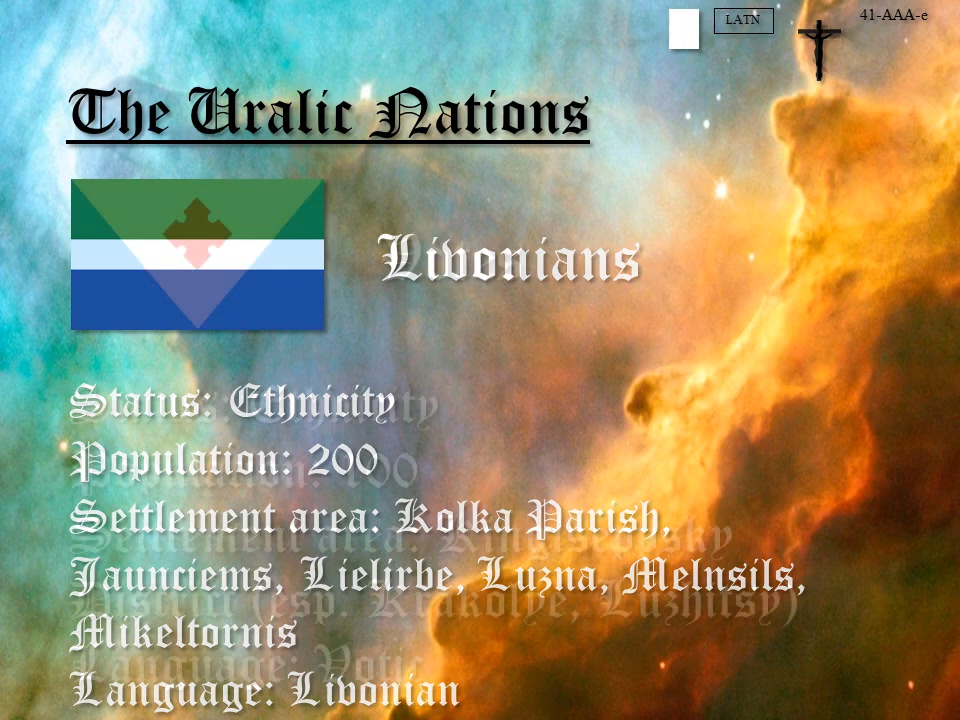 LATN
41-AAA-e
The Uralic Nations
Livonians
Status: Ethnicity
Population: 200
Settlement area: Kolka Parish,
Jaunciems, Lielirbe, Luzna, Melnsils,
Mikeltornis
Language: Livonian